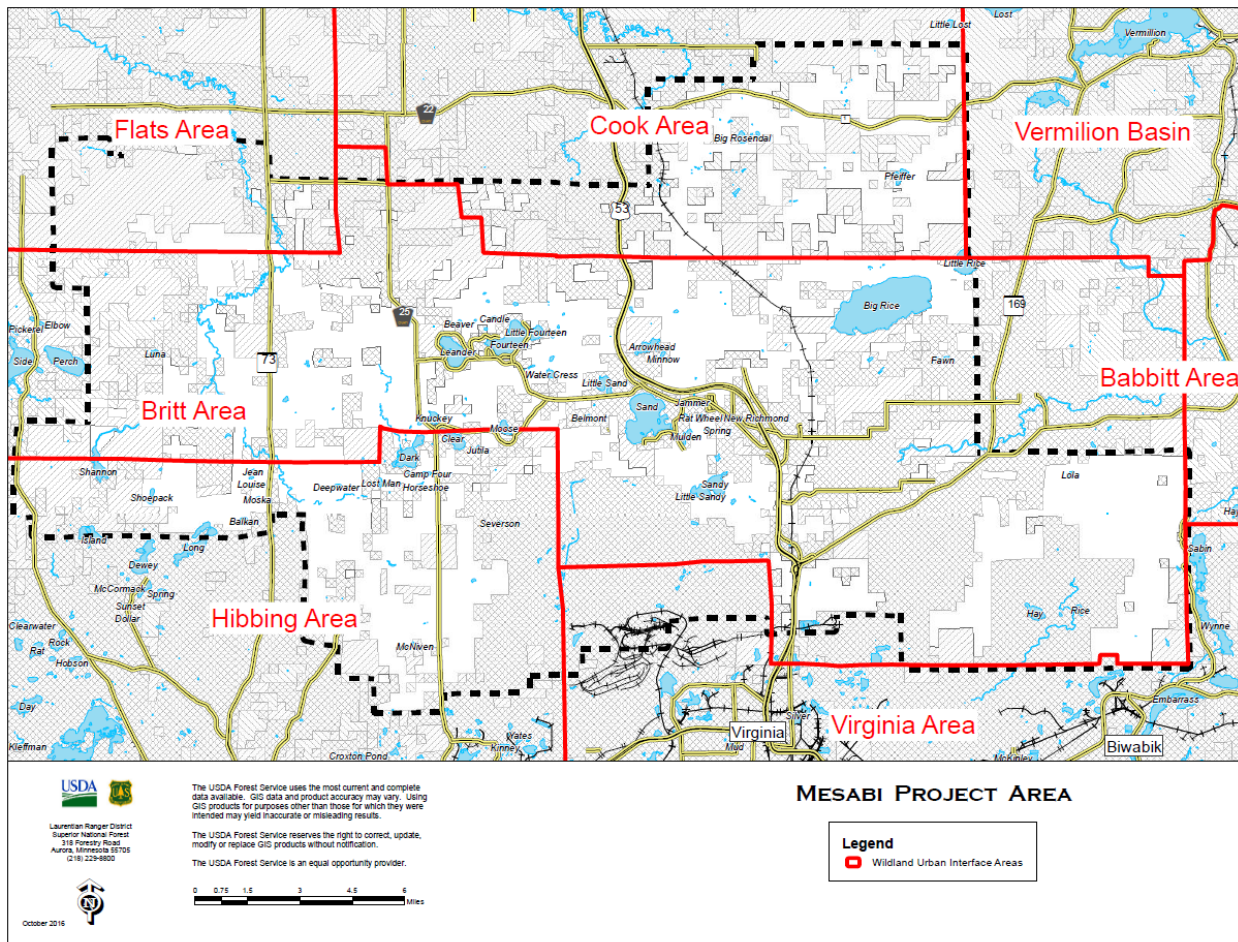 Little Lost
Lost
Vermillion
22
Flats Area
Cook Area
Vermilion Basin
Big Rosendal
1
Pfeiffer
53
Little Rice
Big Rice
169
25
Pickerel
Elbow
Side
Perch
Luna
73
Beaver
Candle
Little Fourteen
Fourteen
Leander
Arrowhead
Minnow
Water Cress
Little Sand
Fawn
Babbitt Area
Britt Area
Knuckey
Moose
Belmont
Sand
Jammer
Rat Wheel
New Richmond
Spring
Mulden
Clear
Jubla
Dark
Shannon
Jean
Louise
Moska
Shoepack
Deepwater
Lost Man
Camp Four
Horseshoe
Sandy
Little Sandy
Lola
Balkan
Severson
Hay
Island
Long
Dewey
Sabin
McCormack
Spring
Sunset
Dollar
Hibbing Area
Clearwater
Rock
Rat
Hobson
McNiven
Hay
Rice
Wynne
Day
Kleffman
Croxton Pond
Wates
Kinney
Mud
Virginia
Silver
Virginia Area
McKinley
Embarrass
Biwabik
USDA
Laurentian Ranger District
Superior National Forest
318 Forestry Road
Aurora, Minnesota 55705
(218) 229-8800
N
October 2016
The USDA Forest Service uses the most current and complete
data available. GIS data and product accuracy may vary. Using
GIS products for purposes other than those for which they were
intended may yield inaccurate or misleading results.
The USDA Forest Service reserves the right to correct, update,
modify or replace GIS products without notification.
The USDA Forest Service is an equal opportunity provider.
0 0.75 1.5 3 4.5 6
Miles
Mesabi Project Area
Legend
Wildland Urban Interface Areas